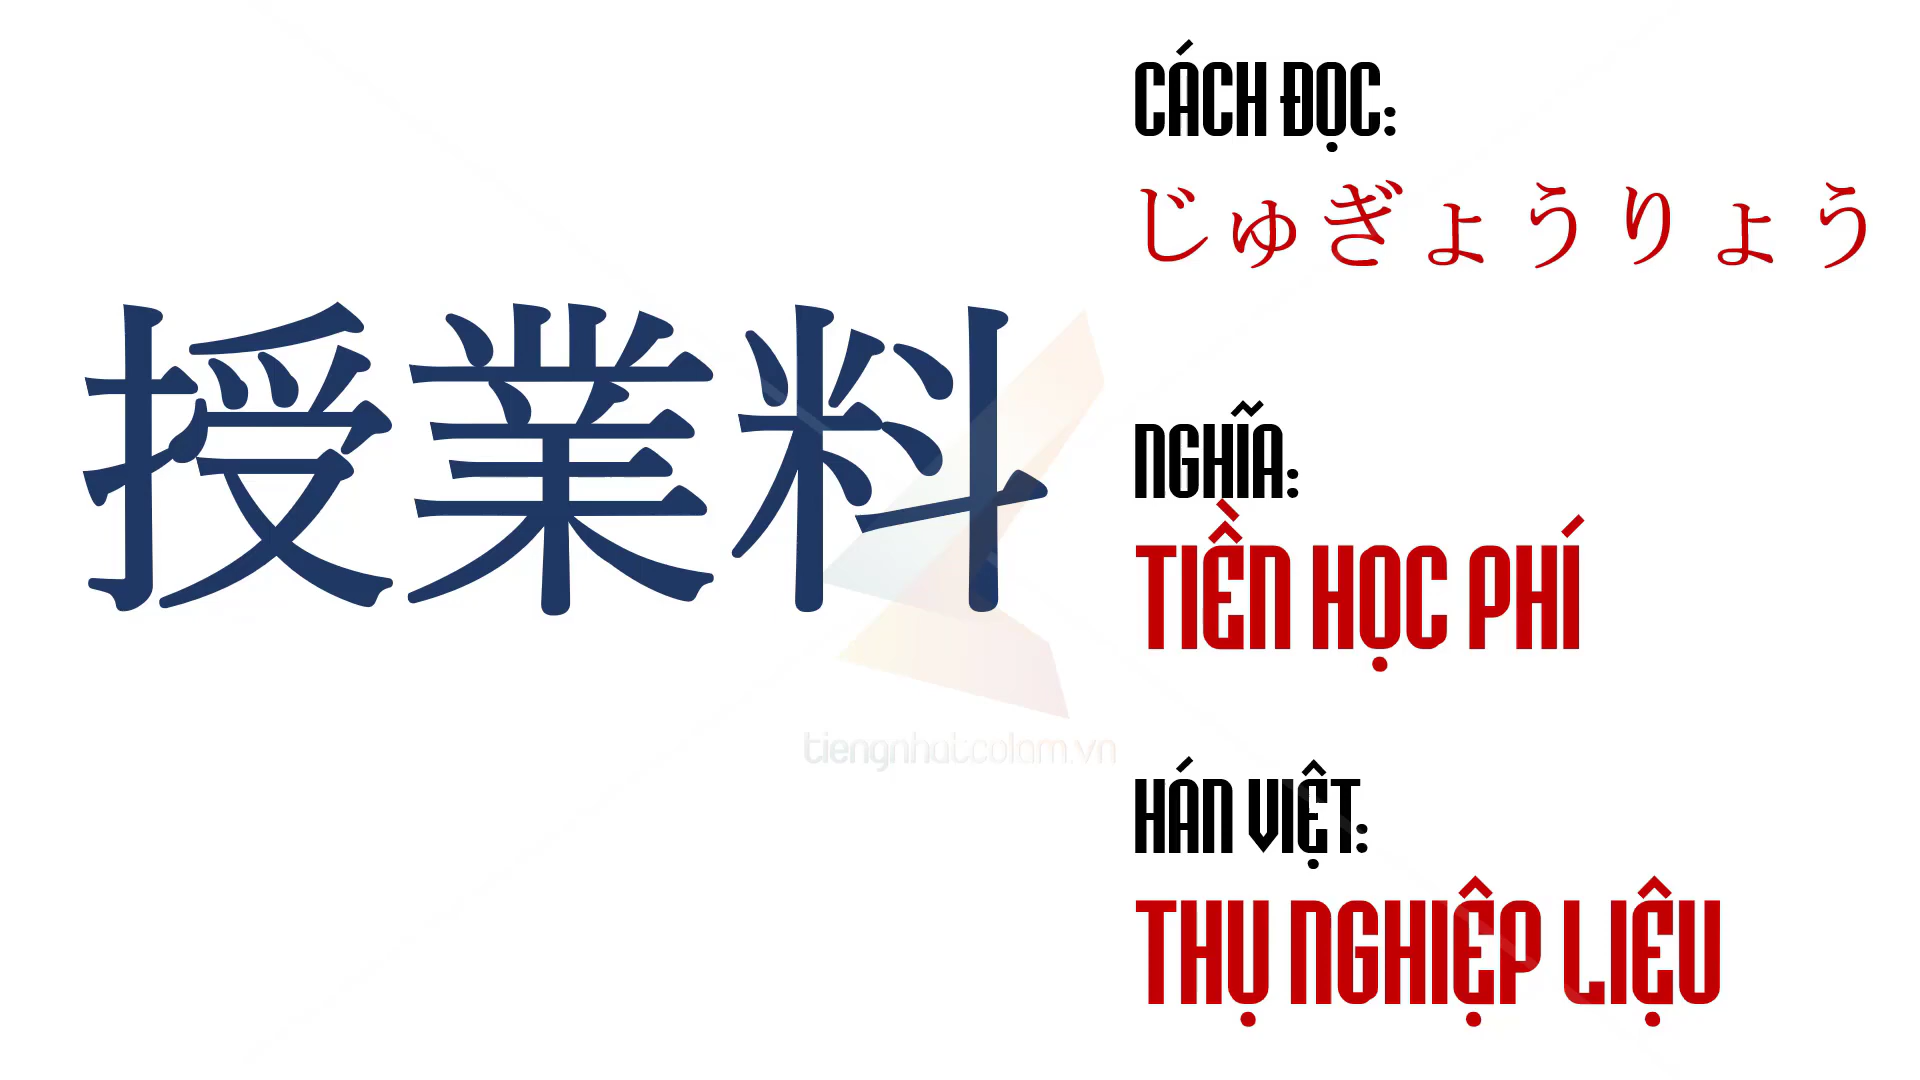 授業料
CÁCH ĐỌC:
じゅぎょうりょう
NGHĨA:
TIỀN HỌC PHÍ
HÁN VIỆT:
THỤ NGHIỆP LIỆU
tiengnhatcolam.vn